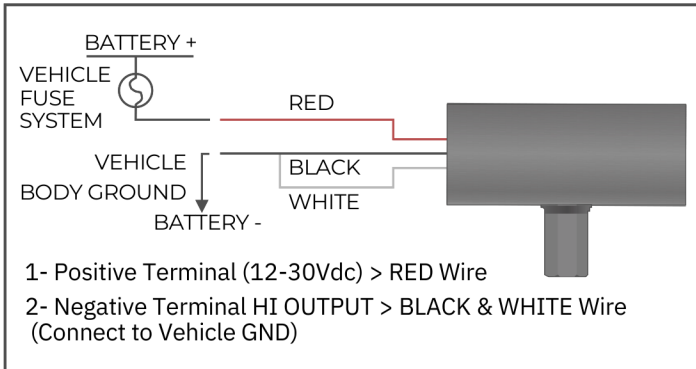 BATTERY +
VEHICLE
FUSE
SYSTEM
RED
VEHICLE
BODY GROUND
BLACK
WHITE
BATTERY -
1- Positive Terminal (12-30Vdc) > RED Wire
2- Negative Terminal HI OUTPUT > BLACK & WHITE Wire
(Connect to Vehicle GND)